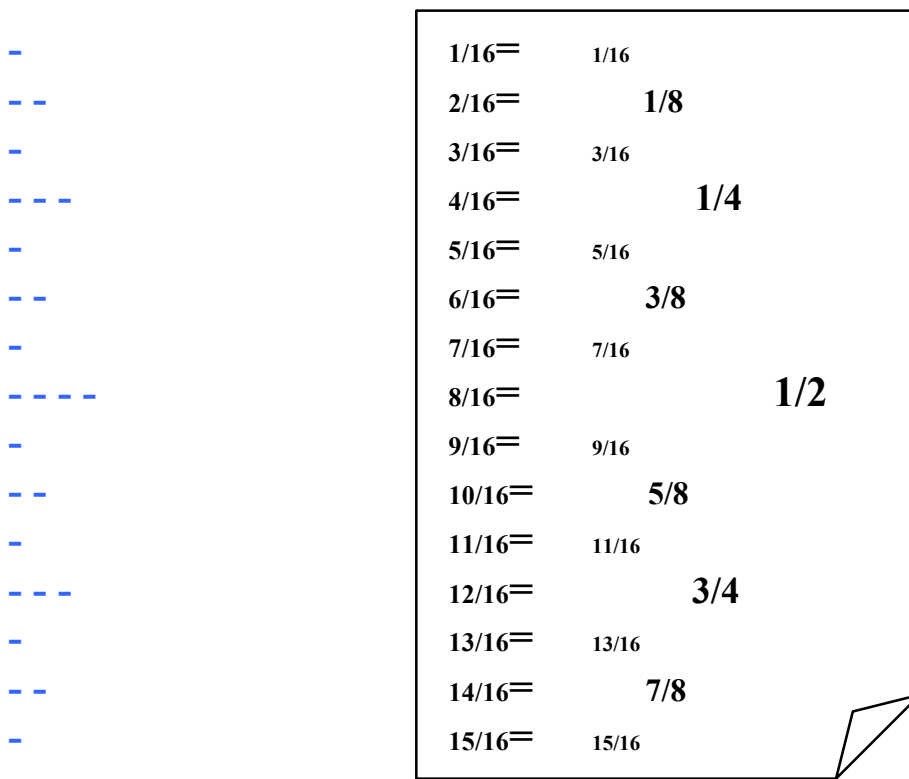 - 1/16= 1/16
- - 2/16= 1/8
- 3/16= 3/16
- - - 4/16= 1/4
- 5/16= 5/16
- - 6/16= 3/8
- 7/16= 7/16
- - - - 8/16= 1/2
- 9/16= 9/16
- - 10/16= 5/8
- 11/16= 11/16
- - - 12/16= 3/4
- 13/16= 13/16
- - 14/16= 7/8
- 15/16= 15/16